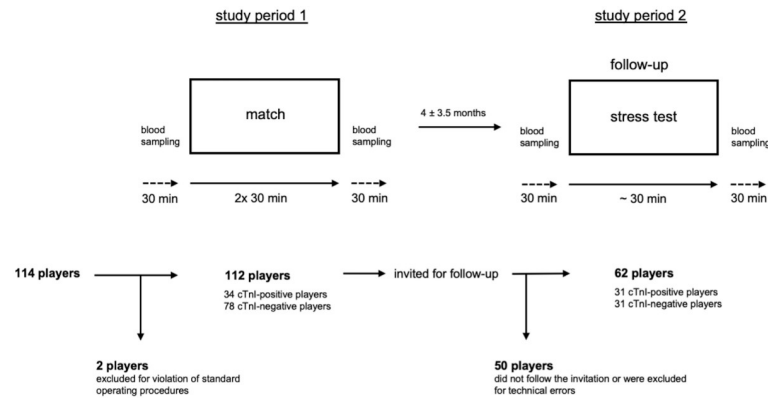 study period 1
study period 2
follow-up
match
stress test
4 ± 3.5 months
blood
sampling
blood
sampling
blood
sampling
blood
sampling
30 min
2x 30 min
30 min
30 min
~ 30 min
30 min
114 players
112 players
34 cTnI-positive players
78 cTnI-negative players
invited for follow-up
62 players
31 cTnI-positive players
31 cTnI-negative players
2 players
excluded for violation of standard
operating procedures
50 players
did not follow the invitation or were excluded
for technical errors